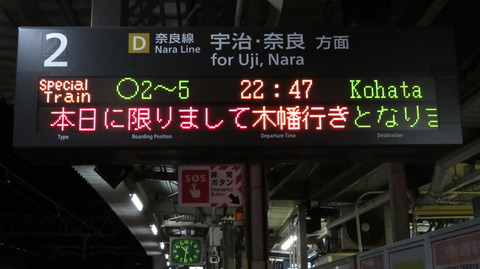 2 D 奈良線 宇治・奈良 方面
Nara Line for Uji, Nara
Special Train ○2～5 22:47 Kohata
本日に限りまして木幡行きとなりま
Type Boarding Position Departure Time Destination
SOS 非常ボタン